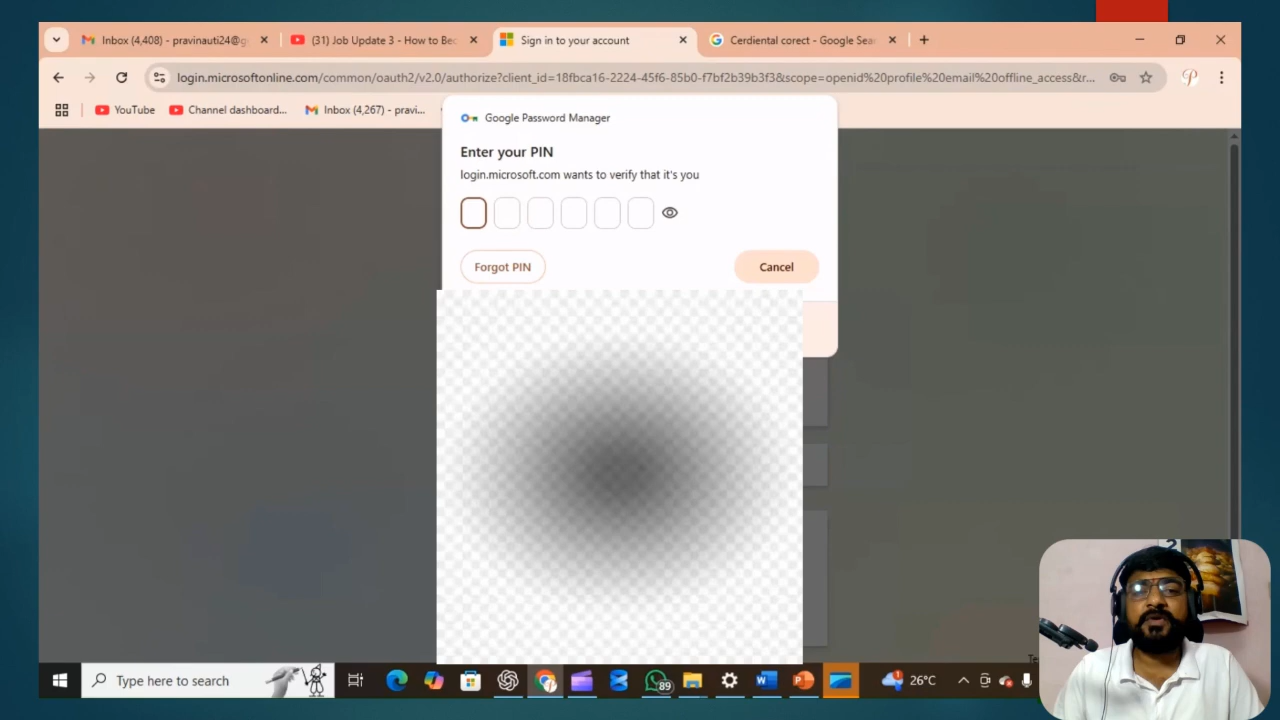 Inbox (4,408) - pravinauti24@g
(31) Job Update 3 - How to Bec
Sign in to your account
Cerdiental corect - Google Sea
login.microsoftonline.com/common/oauth2/v2.0/authorize?client_id=18fbca16-2224-45f6-85b0-f7bf2b39b3f3&scope=openid%20profile%20email%20offline_access&r...
YouTube
Channel dashboard...
Inbox (4,267) - pravi...
Google Password Manager
Enter your PIN
login.microsoft.com wants to verify that it's you
Forgot PIN
Cancel
Type here to search
89
26°C